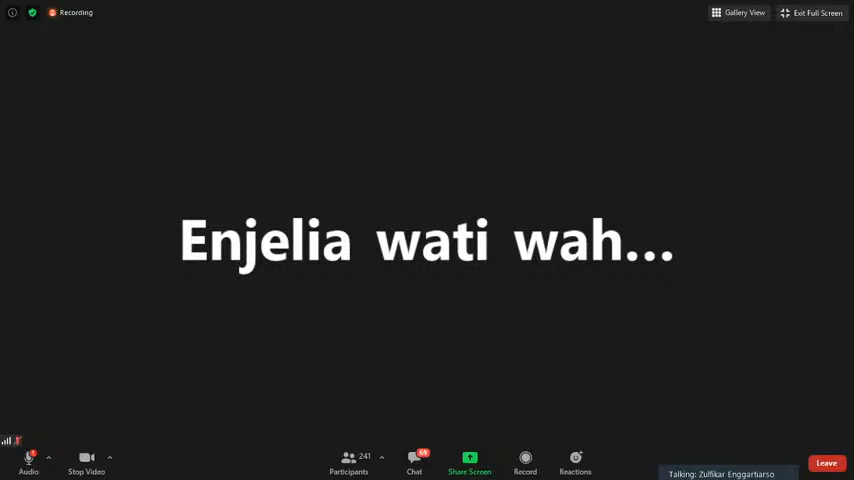 Recording
Gallery View
Exit Full Screen
Enjelia wati wah...
Audio
Stop Video
241
Participants
69
Chat
Share Screen
Record
Reactions
Talking: Zulfikar Enggartiarso
Leave